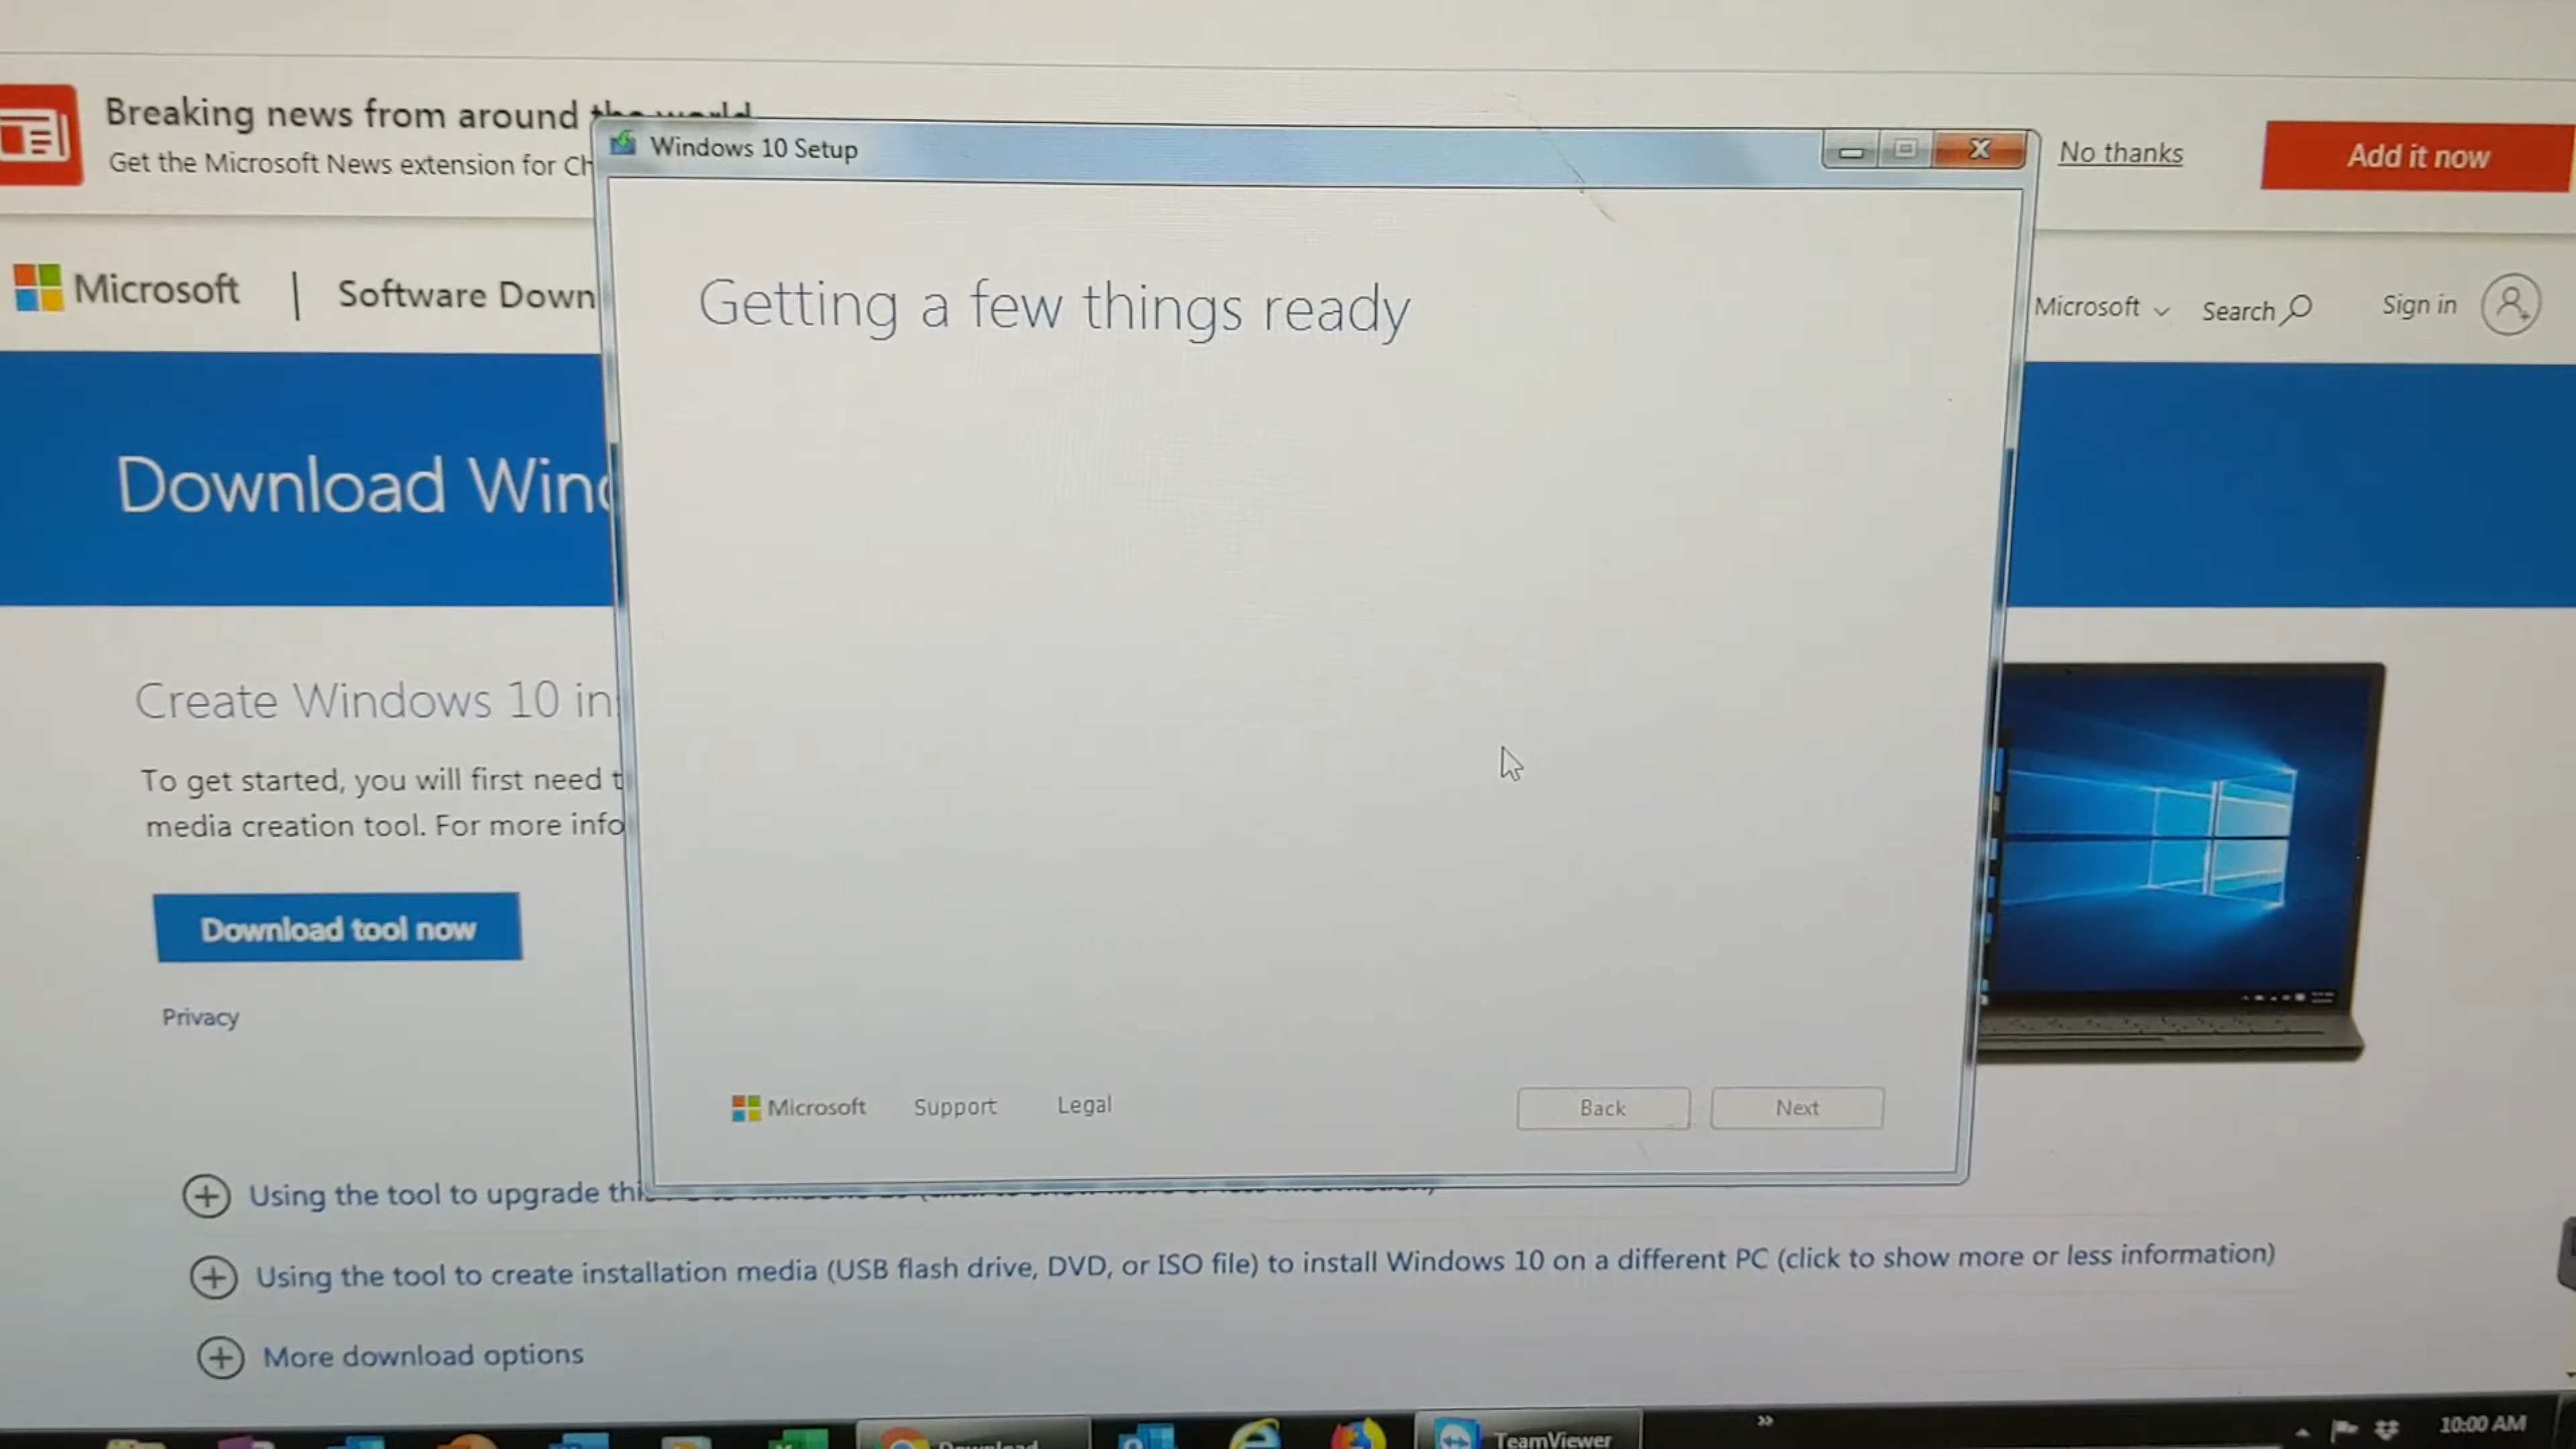 Breaking news from around the world
Get the Microsoft News extension for Ch
No thanks
Add it now
Windows 10 Setup
Microsoft | Software Down
Microsoft
Search
Sign in
Getting a few things ready
Download Wind
Create Windows 10 in
To get started, you will first need t
media creation tool. For more info
Download tool now
Privacy
Microsoft Support Legal
Back Next
Using the tool to upgrade thi
Using the tool to create installation media (USB flash drive, DVD, or ISO file) to install Windows 10 on a different PC (click to show more or less information)
More download options
Download
TeamViewer
10:00 AM